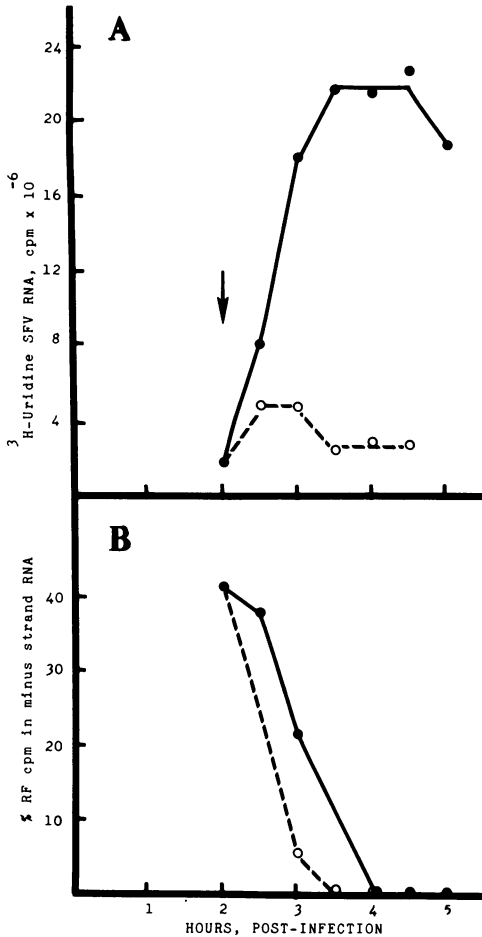 A
24
20
16
12
8
4
³H-Uridine SFV RNA, cpm x 10⁻⁶
B
40
30
20
10
% RF cpm in minus strand RNA
1 2 3 4 5
HOURS, POST-INFECTION